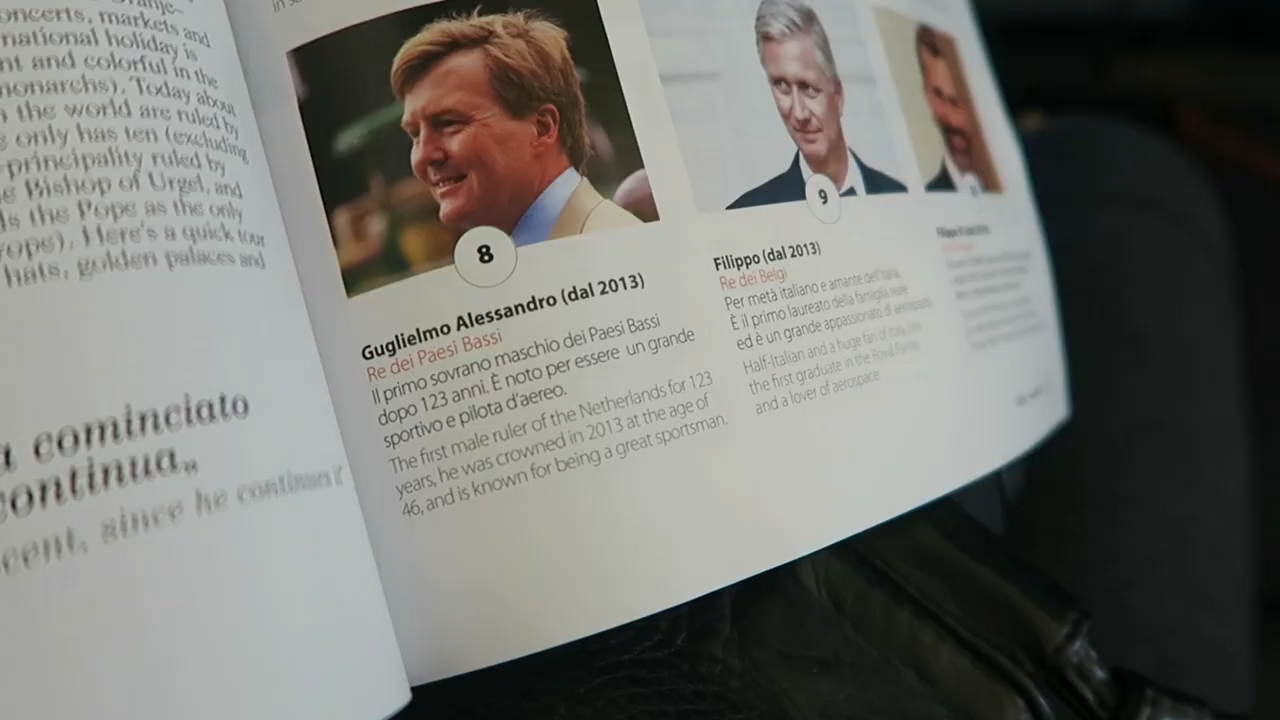 oncerts, markets and
national holiday is
nt and colorful in the
monarchs). Today about
the world are ruled by
only has ten (excluding
-principality ruled by
e Bishop of Urgel, and
ds the Pope as the only
rope). Here's a quick tour
hats, golden palaces and
a cominciato
continua„
cent, since he continues i
8
Guglielmo Alessandro (dal 2013)
Re dei Paesi Bassi
Il primo sovrano maschio dei Paesi Bassi
dopo 123 anni. È noto per essere un grande
sportivo e pilota d'aereo.
The first male ruler of the Netherlands for 123
years, he was crowned in 2013 at the age of
46, and is known for being a great sportsman.
9
Filippo (dal 2013)
Re dei Belgi
Per metà italiano e amante dell'Italia.
È il primo laureato della famiglia reale
ed è un grande appassionato di aerospazio
Half-Italian and a huge fan of Italy,
the first graduate in the Royal Family
and a lover of aerospace